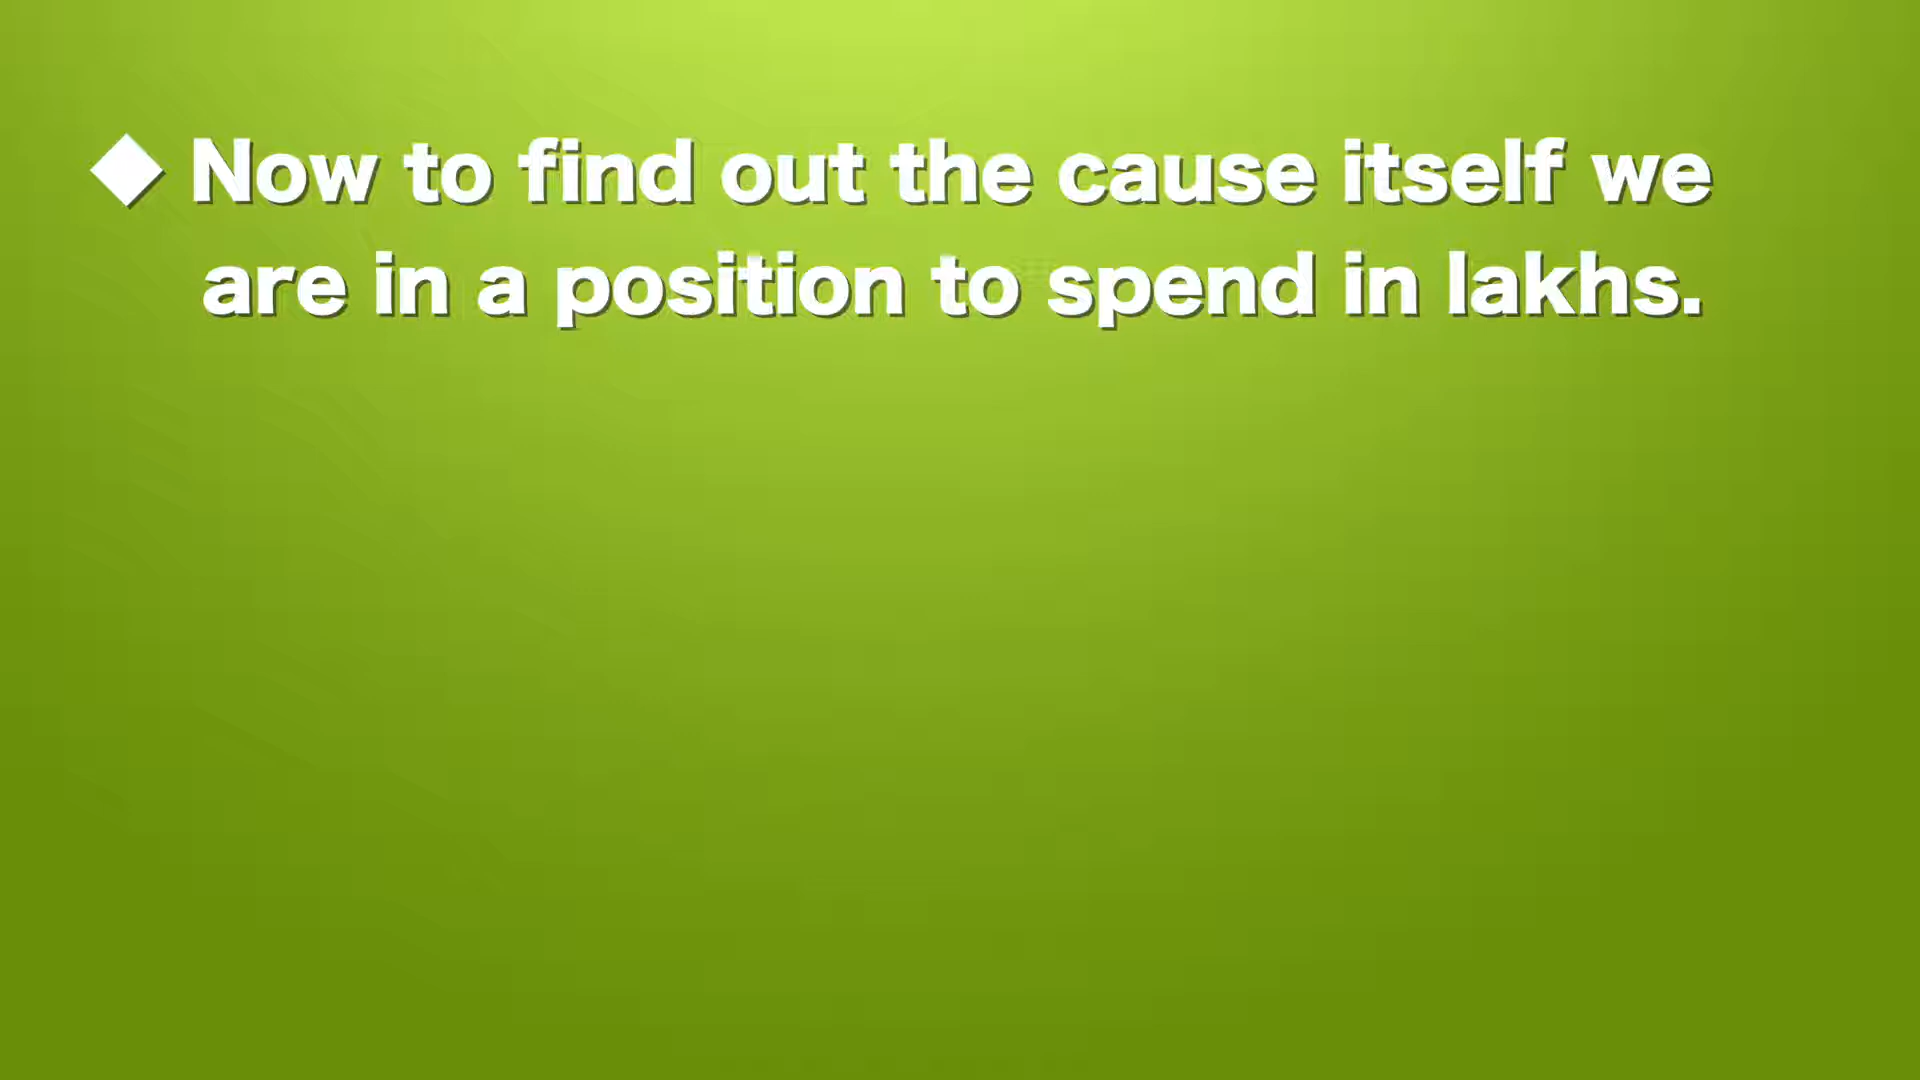 ◆ Now to find out the cause itself we
are in a position to spend in lakhs.